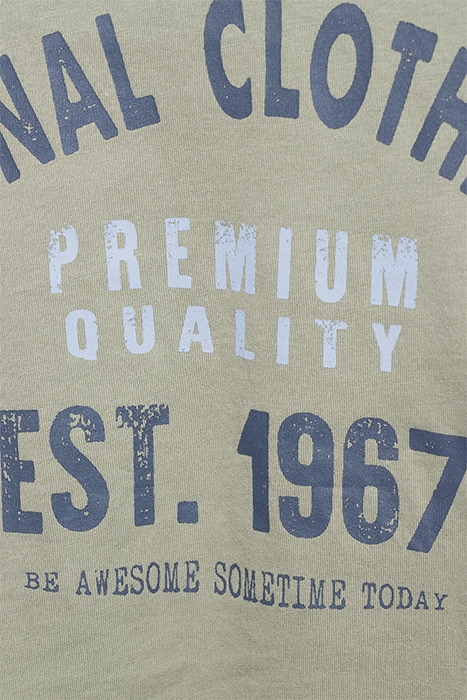 NAL CLOTH
PREMIUM
QUALITY
EST. 1967
BE AWESOME SOMETIME TODAY